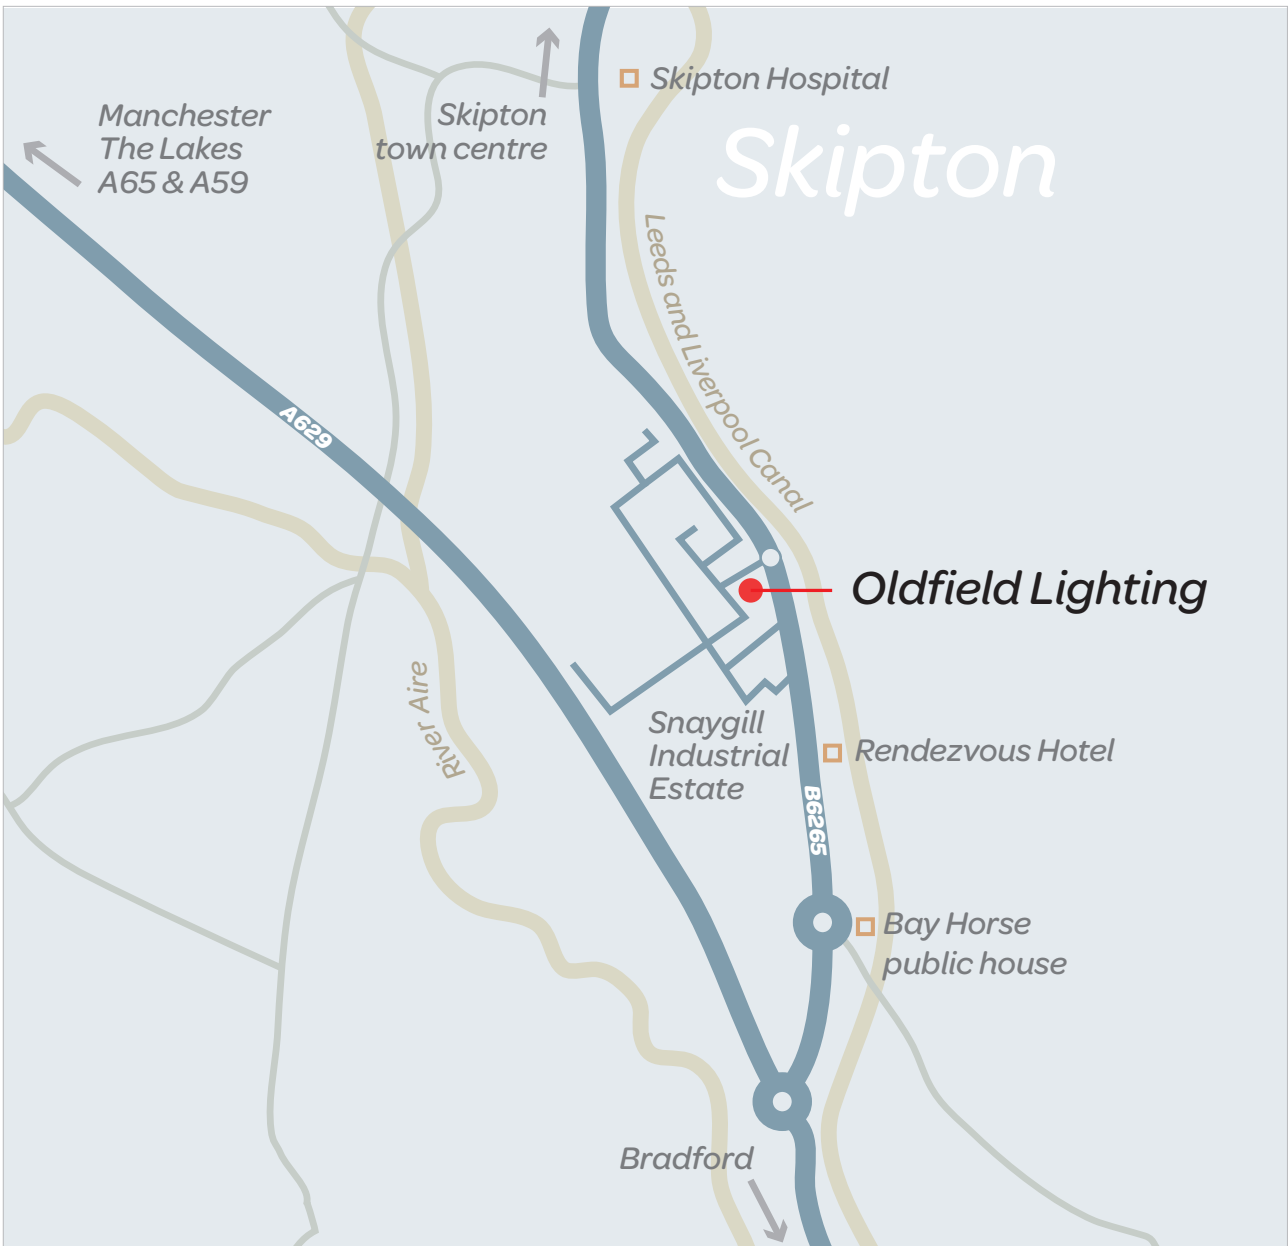 Skipton Hospital
Manchester
The Lakes
A65 & A59
Skipton
town centre
Skipton
Leeds and Liverpool Canal
A629
Oldfield Lighting
River Aire
Snaygill
Industrial
Estate
Rendezvous Hotel
B6265
Bay Horse
public house
Bradford